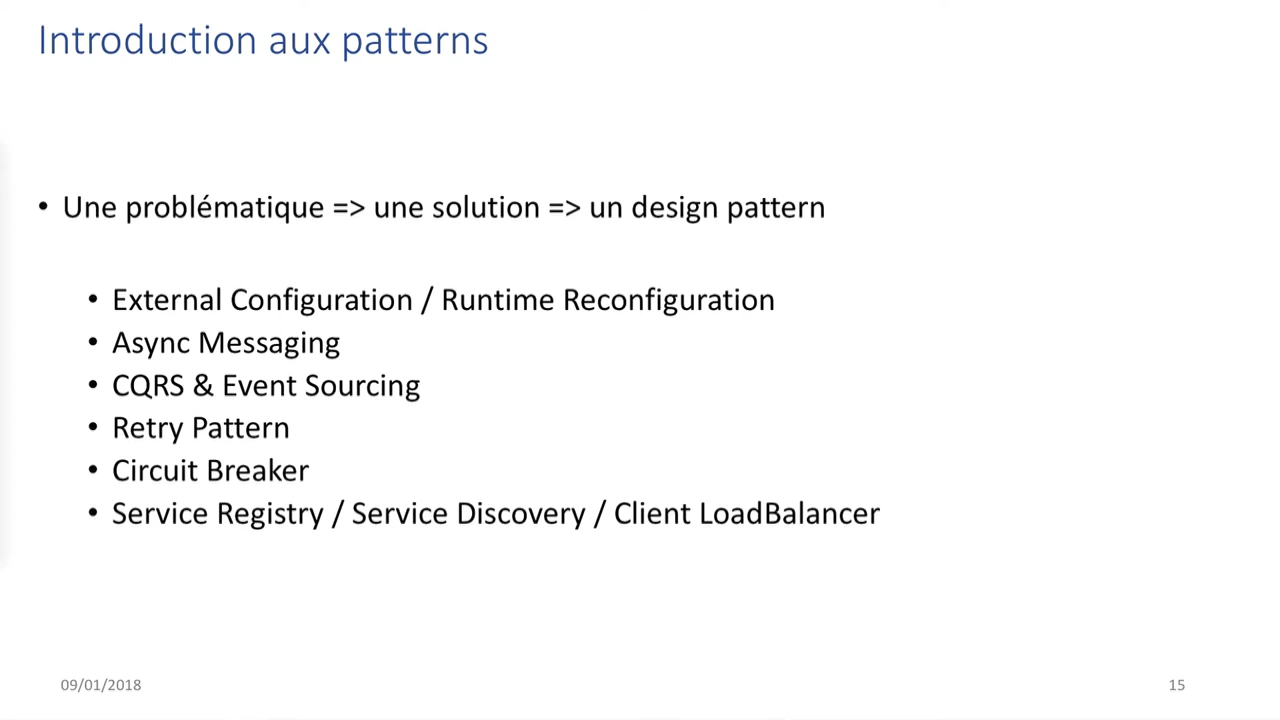 Introduction aux patterns
• Une problématique => une solution => un design pattern
• External Configuration / Runtime Reconfiguration
• Async Messaging
• CQRS & Event Sourcing
• Retry Pattern
• Circuit Breaker
• Service Registry / Service Discovery / Client LoadBalancer
09/01/2018
15